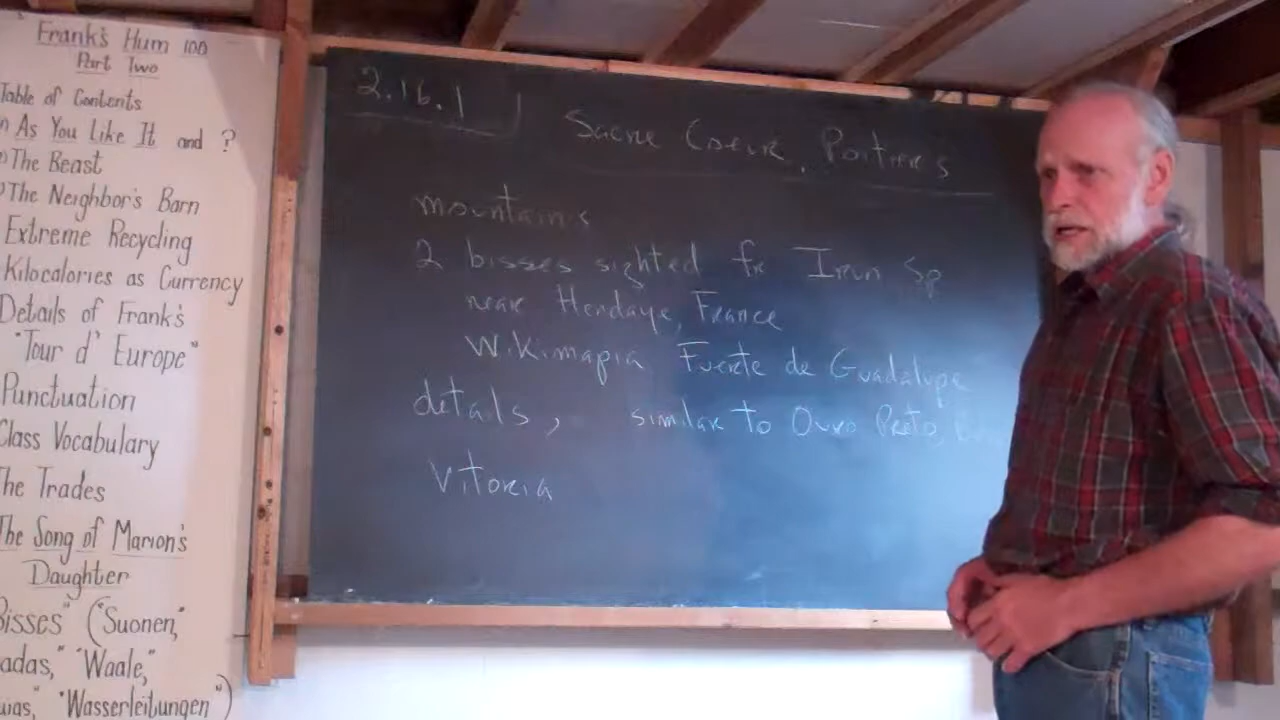 Frank's Hum 100
Part Two
Table of Contents
As You Like It and ?
The Beast
The Neighbor's Barn
Extreme Recycling
Kilocalories as Currency
Details of Frank's
"Tour d' Europe"
Punctuation
Class Vocabulary
The Trades
The Song of Marion's
Daughter
Bisses" ("Suonen,"
"Waale,"
"Wasserleitungen")
2.16.1
Sacre Coeur, Poitiers
mountains
2 bisses sighted fr Irun Sp
near Hendaye, France
Wikimapia Fuerte de Guadalupe
details, similar to Ouro Preto,
Vitoria